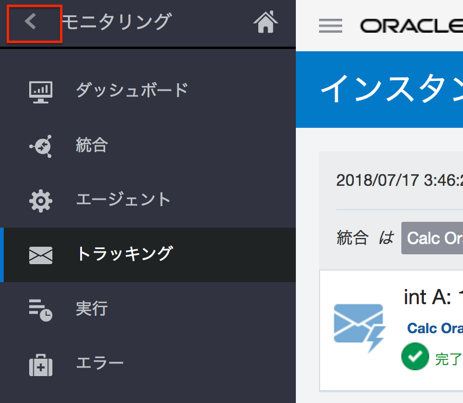 モニタリング
ダッシュボード
統合
エージェント
トラッキング
実行
エラー
ORACLE
インスタン
2018/07/17 3:46:2
統合 は Calc Ora
int A:
Calc Ora
完了